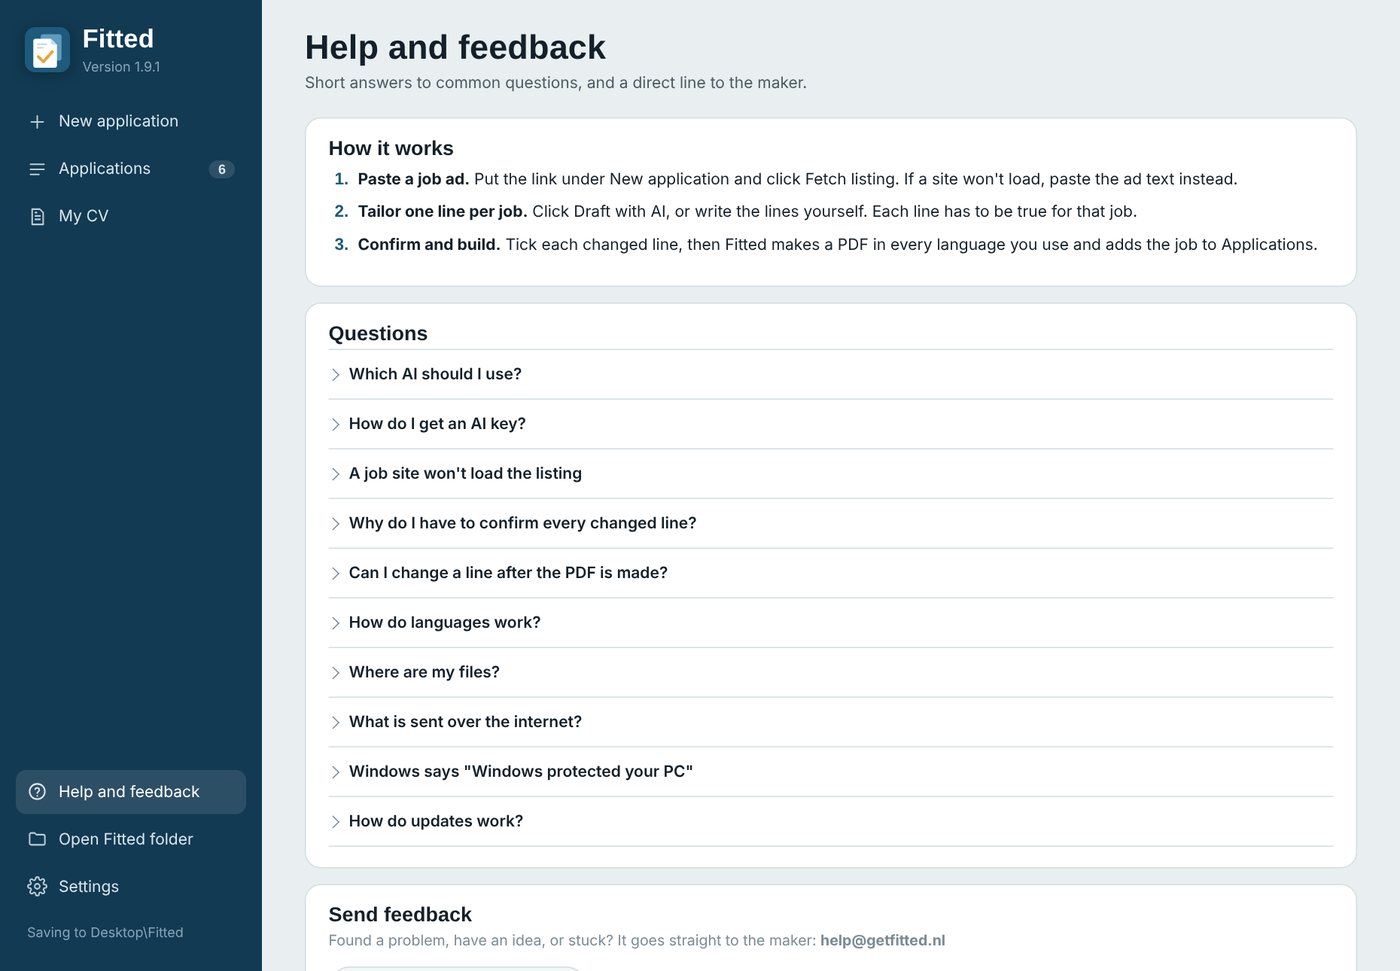 Fitted
Version 1.9.1
New application
Applications 6
My CV
Help and feedback
Open Fitted folder
Settings
Saving to Desktop\Fitted
Help and feedback
Short answers to common questions, and a direct line to the maker.
How it works
1. Paste a job ad. Put the link under New application and click Fetch listing. If a site won't load, paste the ad text instead.
2. Tailor one line per job. Click Draft with AI, or write the lines yourself. Each line has to be true for that job.
3. Confirm and build. Tick each changed line, then Fitted makes a PDF in every language you use and adds the job to Applications.
Questions
Which AI should I use?
How do I get an AI key?
A job site won't load the listing
Why do I have to confirm every changed line?
Can I change a line after the PDF is made?
How do languages work?
Where are my files?
What is sent over the internet?
Windows says "Windows protected your PC"
How do updates work?
Send feedback
Found a problem, have an idea, or stuck? It goes straight to the maker: help@getfitted.nl